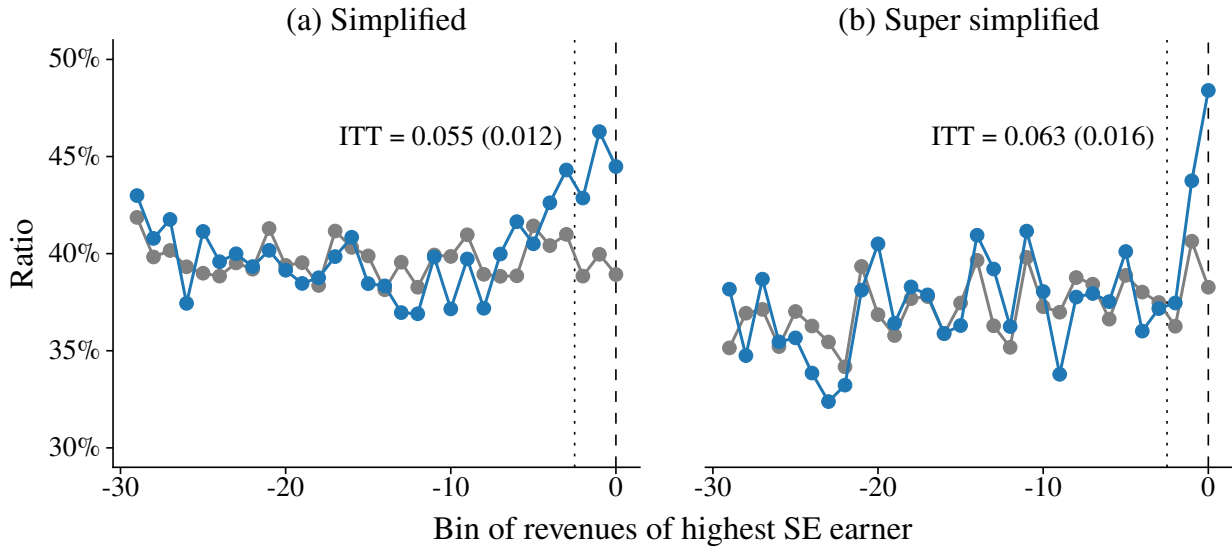 (a) Simplified
(b) Super simplified
50%
45%
40%
35%
30%
Ratio
ITT = 0.055 (0.012)
ITT = 0.063 (0.016)
-30
-20
-10
0
-30
-20
-10
0
Bin of revenues of highest SE earner